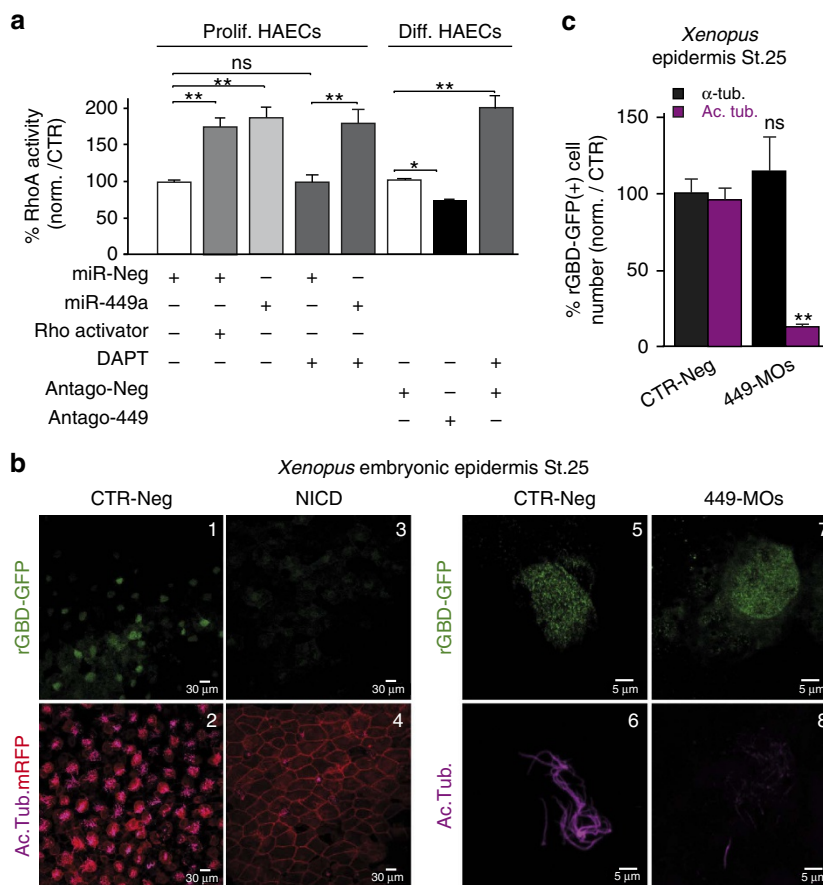 a
Prolif. HAECs
Diff. HAECs
ns
**
**
**
**
*
% RhoA activity
(norm. /CTR)
200
150
100
50
0
miR-Neg + + – + –
miR-449a – – + – +
Rho activator – + – – –
DAPT – – – + + – – +
Antago-Neg + – +
Antago-449 – + –
c
Xenopus
epidermis St.25
α-tub.
Ac. tub.
ns
**
% rGBD-GFP(+) cell
number (norm. / CTR)
150
100
50
0
CTR-Neg
449-MOs
b
Xenopus embryonic epidermis St.25
CTR-Neg
NICD
CTR-Neg
449-MOs
rGBD-GFP
1
30 µm
3
30 µm
rGBD-GFP
5
5 µm
7
5 µm
Ac.Tub.mRFP
2
30 µm
4
30 µm
Ac.Tub.
6
5 µm
8
5 µm